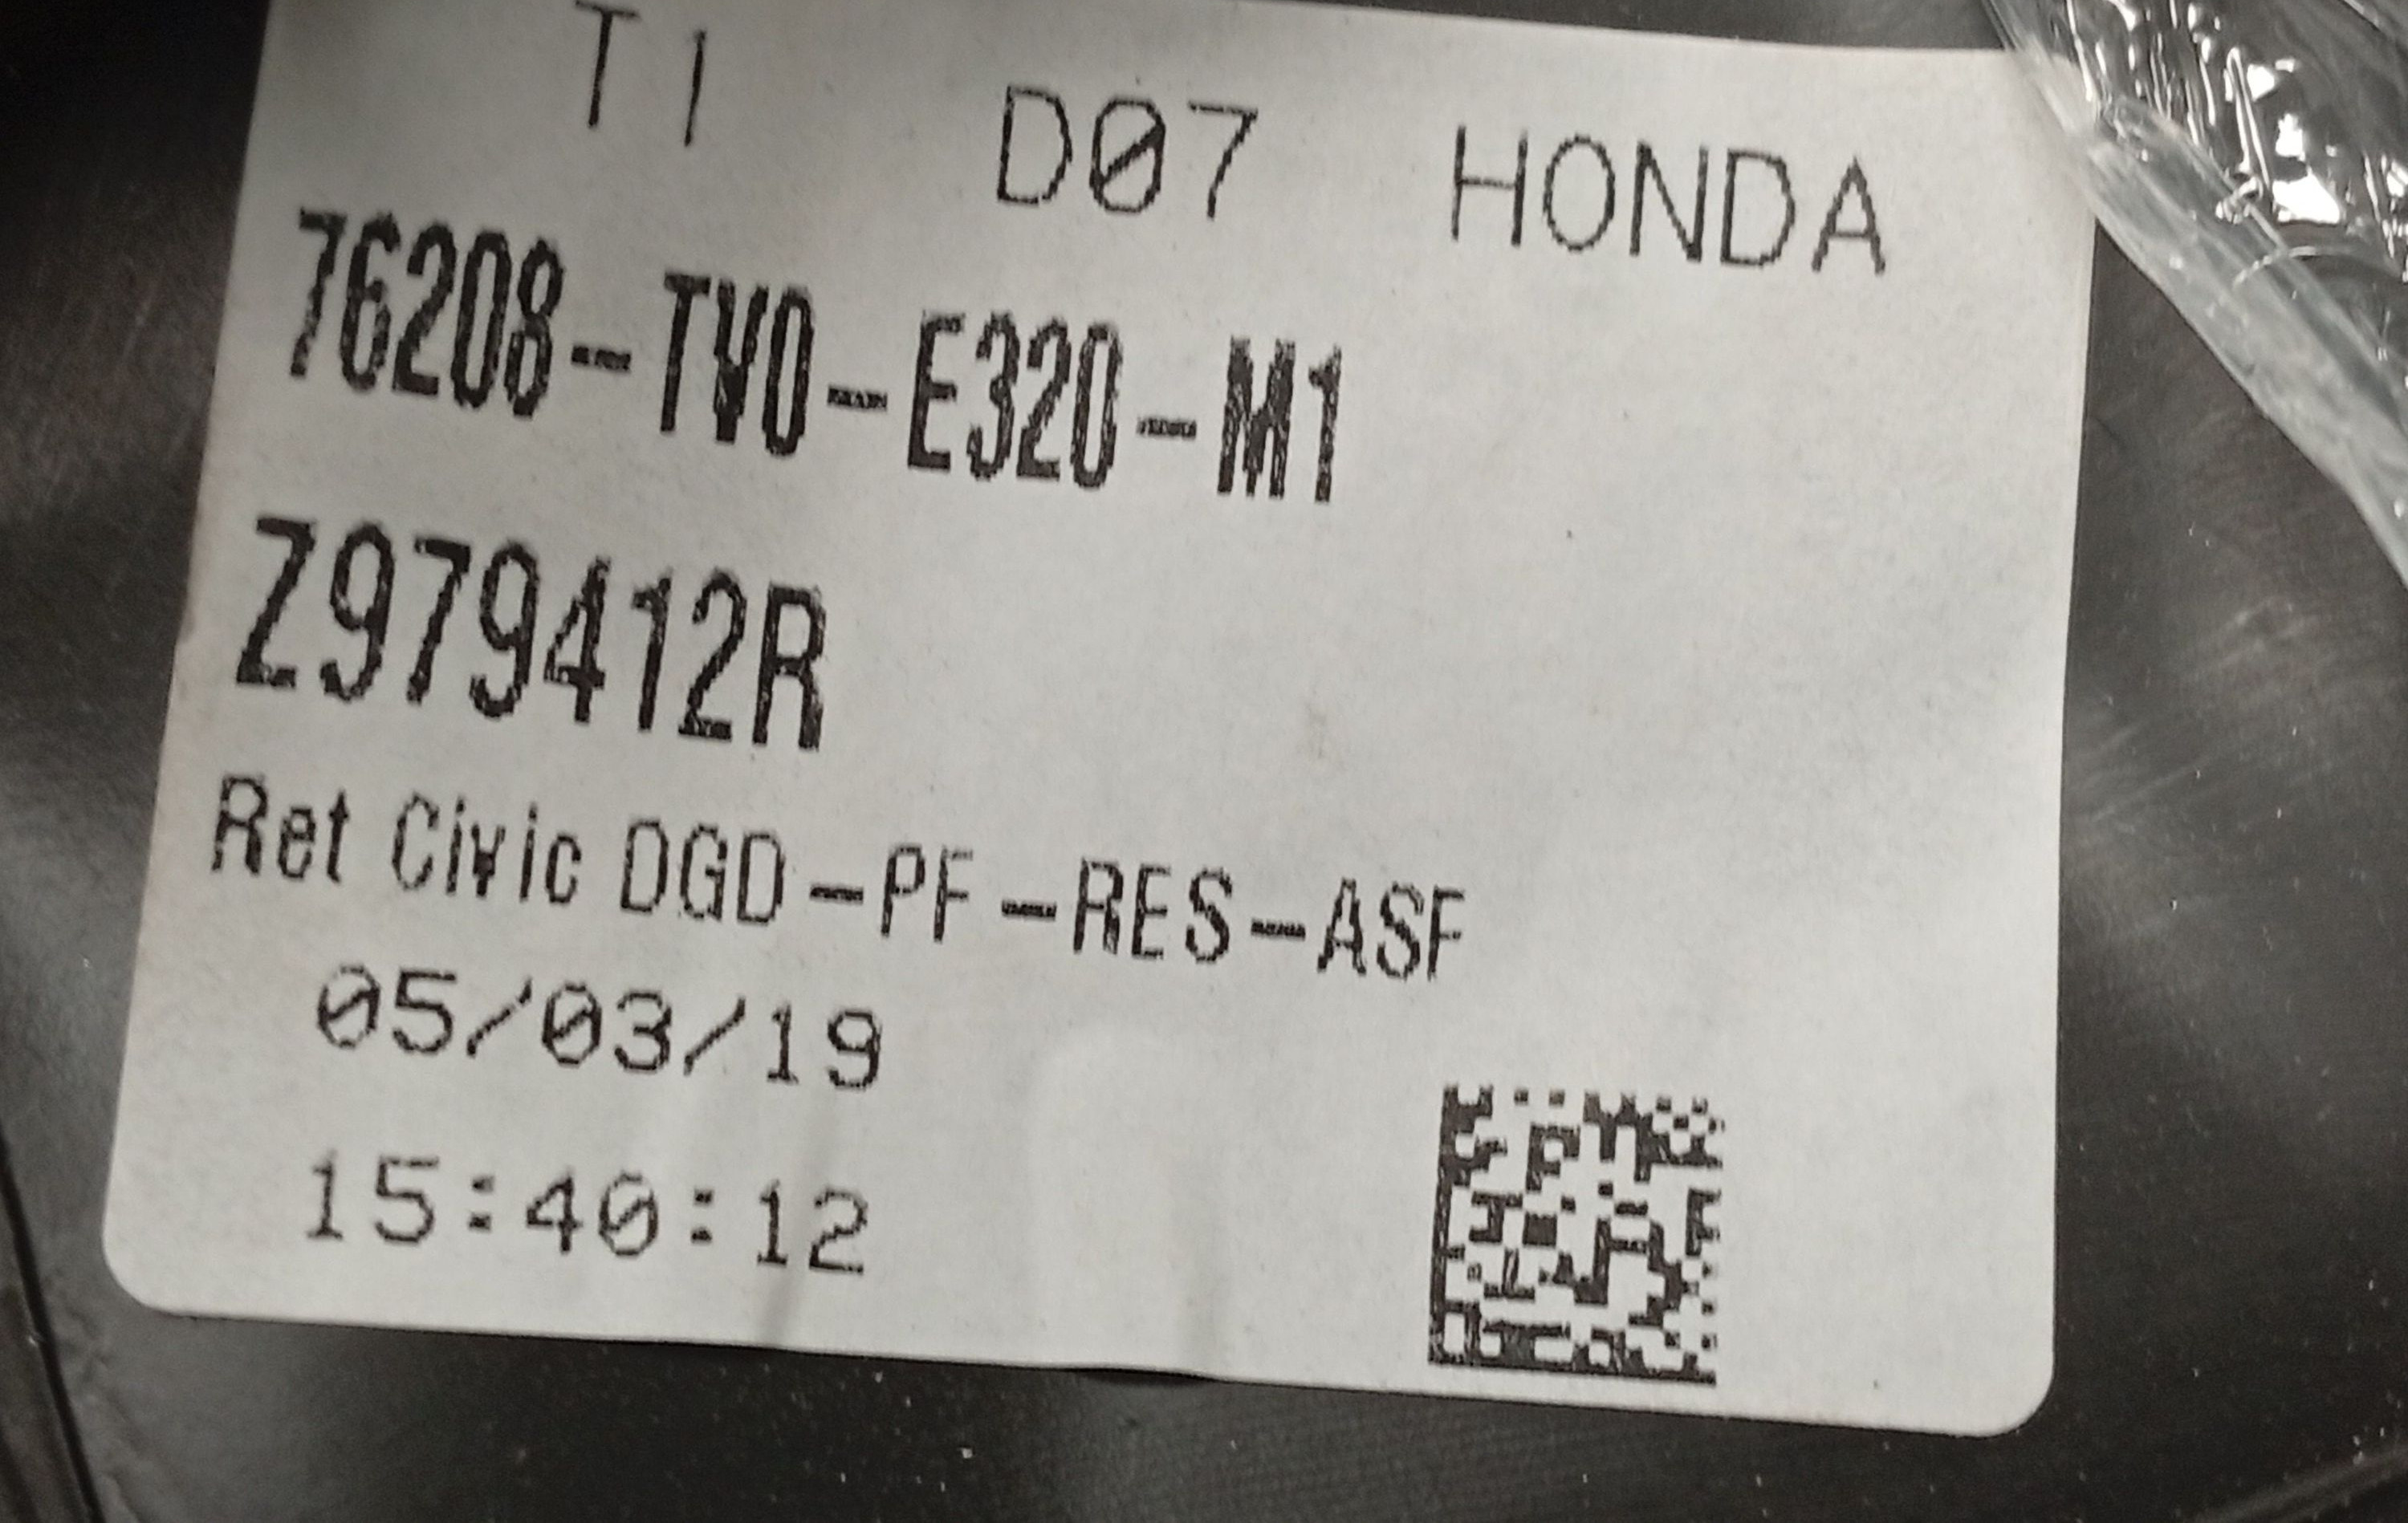 TI D07 HONDA
76208-TV0-E320-M1
Z979412R
Ret Civic DGD-PF-RES-ASF
05/03/19
15:40:12